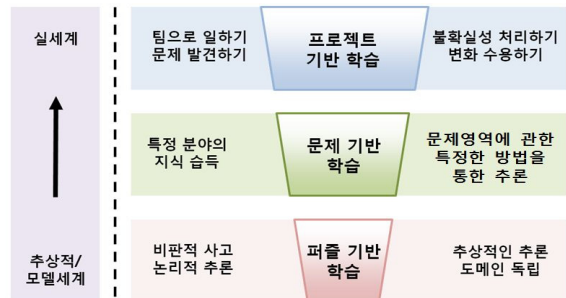 실세계
추상적/
모델세계
팀으로 일하기
문제 발견하기
프로젝트
기반 학습
불확실성 처리하기
변화 수용하기
특정 분야의
지식 습득
문제 기반
학습
문제영역에 관한
특정한 방법을
통한 추론
비판적 사고
논리적 추론
퍼즐 기반
학습
추상적인 추론
도메인 독립